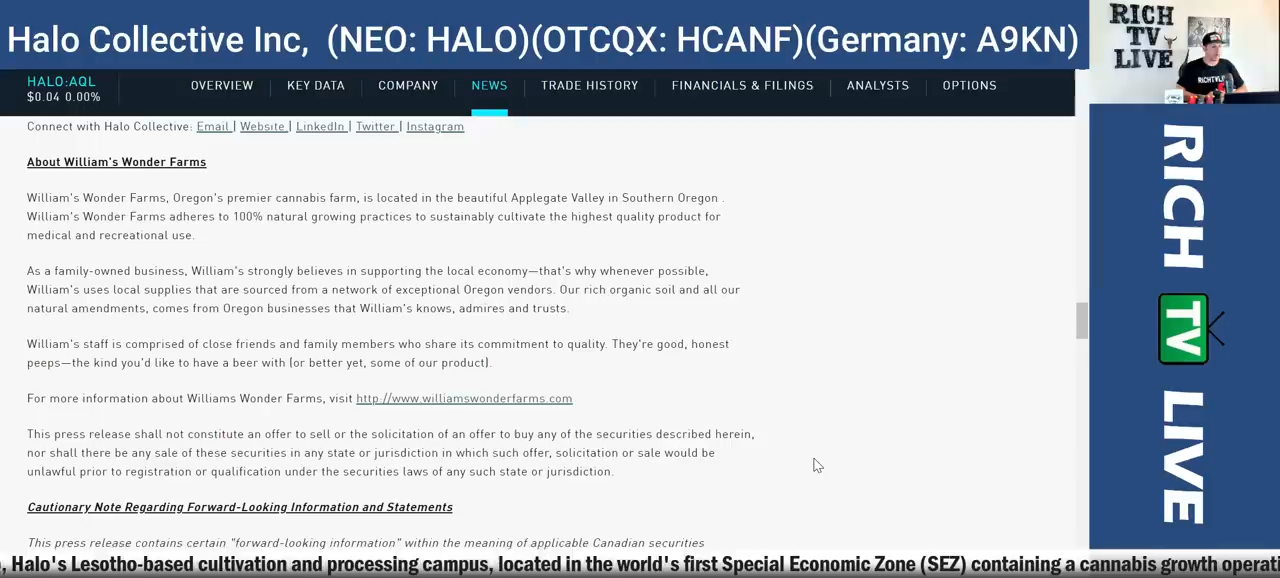 Halo Collective Inc, (NEO: HALO)(OTCQX: HCANF)(Germany: A9KN)
RICH
TV
LIVE
RICHTVLIVE
HALO:AQL
$0.04 0.00%
OVERVIEW
KEY DATA
COMPANY
NEWS
TRADE HISTORY
FINANCIALS & FILINGS
ANALYSTS
OPTIONS
Connect with Halo Collective: Email | Website | LinkedIn | Twitter | Instagram
About William's Wonder Farms
William's Wonder Farms, Oregon's premier cannabis farm, is located in the beautiful Applegate Valley in Southern Oregon .
William's Wonder Farms adheres to 100% natural growing practices to sustainably cultivate the highest quality product for
medical and recreational use.
As a family-owned business, William's strongly believes in supporting the local economy—that's why whenever possible,
William's uses local supplies that are sourced from a network of exceptional Oregon vendors. Our rich organic soil and all our
natural amendments, comes from Oregon businesses that William's knows, admires and trusts.
William's staff is comprised of close friends and family members who share its commitment to quality. They're good, honest
peeps—the kind you'd like to have a beer with (or better yet, some of our product).
For more information about Williams Wonder Farms, visit http://www.williamswonderfarms.com
This press release shall not constitute an offer to sell or the solicitation of an offer to buy any of the securities described herein,
nor shall there be any sale of these securities in any state or jurisdiction in which such offer, solicitation or sale would be
unlawful prior to registration or qualification under the securities laws of any such state or jurisdiction.
Cautionary Note Regarding Forward-Looking Information and Statements
This press release contains certain "forward-looking information" within the meaning of applicable Canadian securities
RICH
TV
LIVE
, Halo's Lesotho-based cultivation and processing campus, located in the world's first Special Economic Zone (SEZ) containing a cannabis growth operati